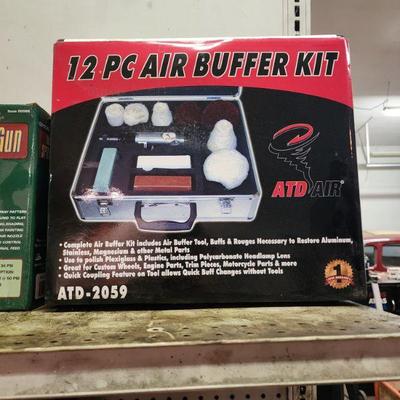 12 PC AIR BUFFER KIT
ATD AIR
• Complete Air Buffer Kit includes Air Buffer Tool, Buffs & Rouges Necessary to Restore Aluminum,
Stainless, Magnesium & other Metal Parts
• Use to polish Plexiglass & Plastics, including Polycarbonate Headlamp Lens
• Great for Custom Wheels, Engine Parts, Trim Pieces, Motorcycle Parts & more
• Quick Coupling Feature on Tool allows Quick Buff Changes without Tools
ATD-2059
1
GUN